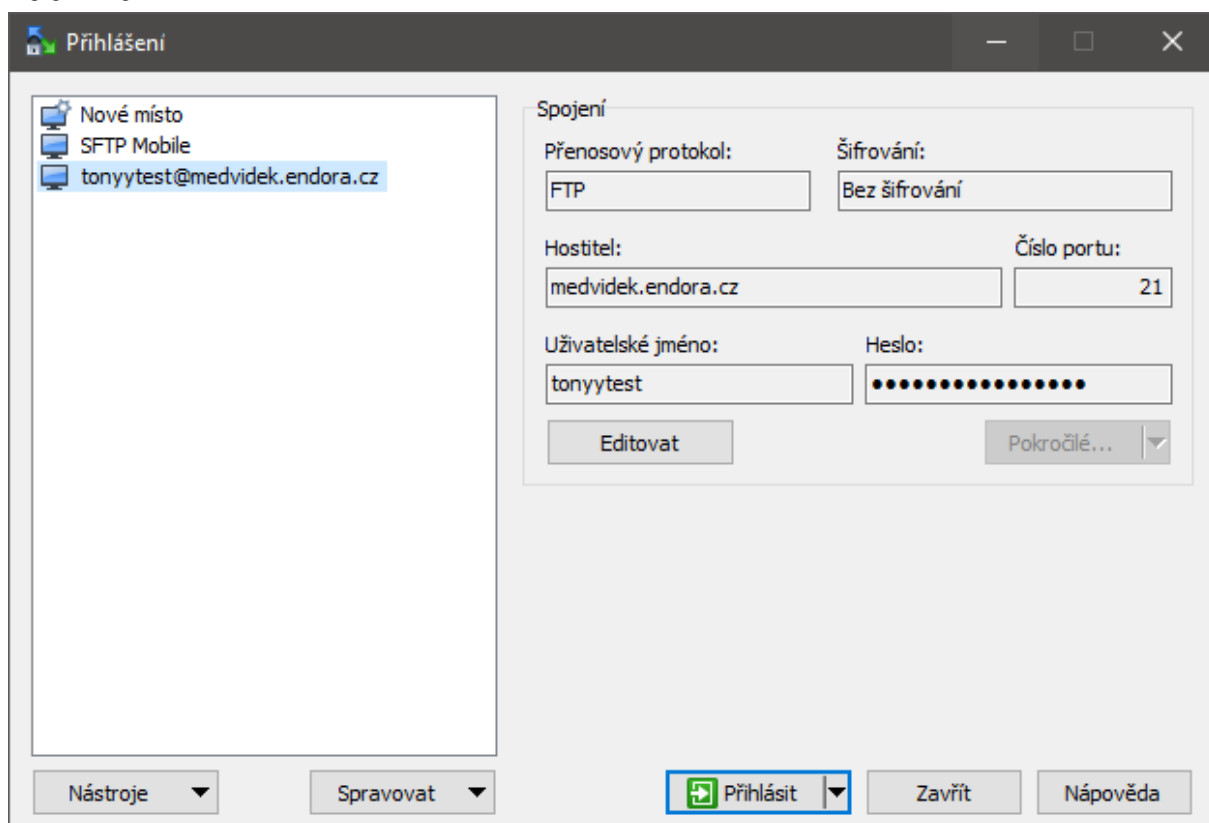 Přihlášení
Nové místo
SFTP Mobile
tonyytest@medvidek.endora.cz
Spojení
Přenosový protokol: Šifrování:
FTP Bez šifrování
Hostitel: Číslo portu:
medvidek.endora.cz 21
Uživatelské jméno: Heslo:
tonyytest ••••••••••••••••
Editovat Pokročilé...
Nástroje Spravovat Přihlásit Zavřít Nápověda